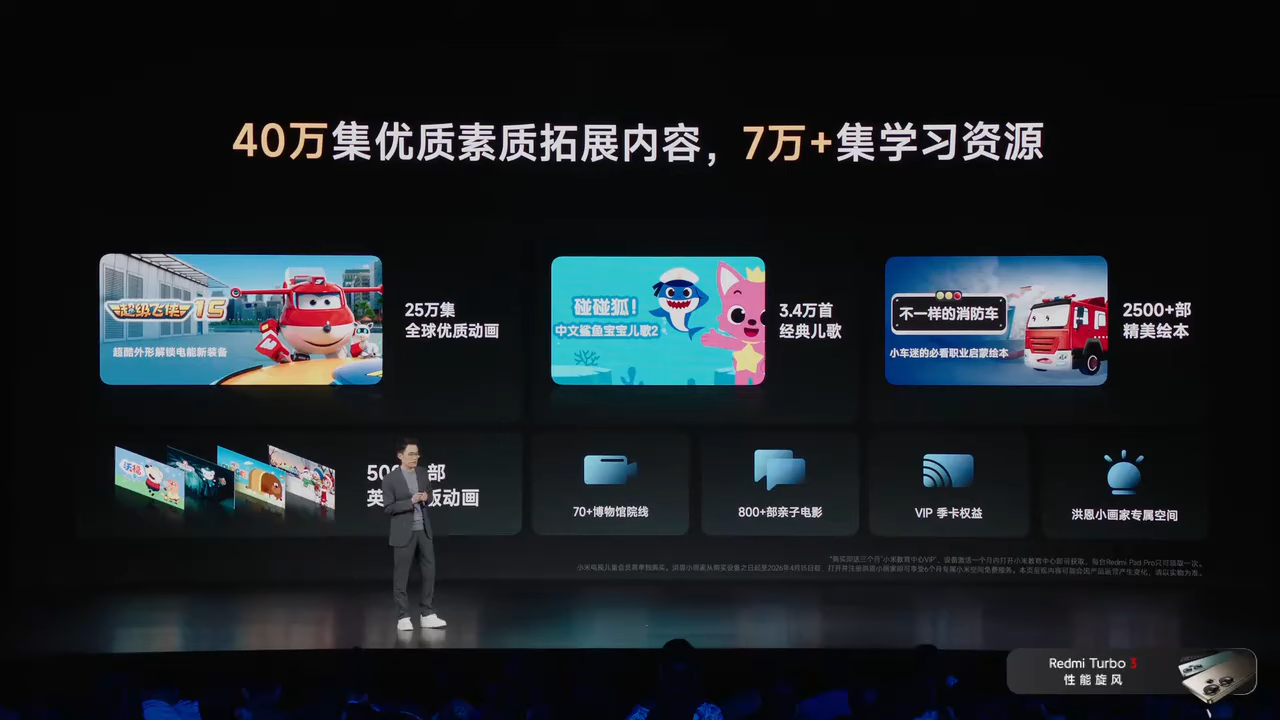 40万集优质素质拓展内容，7万+集学习资源
超级飞侠15
超酷外形解锁电能新装备
25万集
全球优质动画
碰碰狐！
中文鲨鱼宝宝儿歌2
3.4万首
经典儿歌
不一样的消防车
小车迷的必看职业启蒙绘本
2500+部
精美绘本
部
英
动画
70+博物馆院线
800+部亲子电影
VIP 季卡权益
洪恩小画家专属空间
Redmi Turbo 3
性能旋风